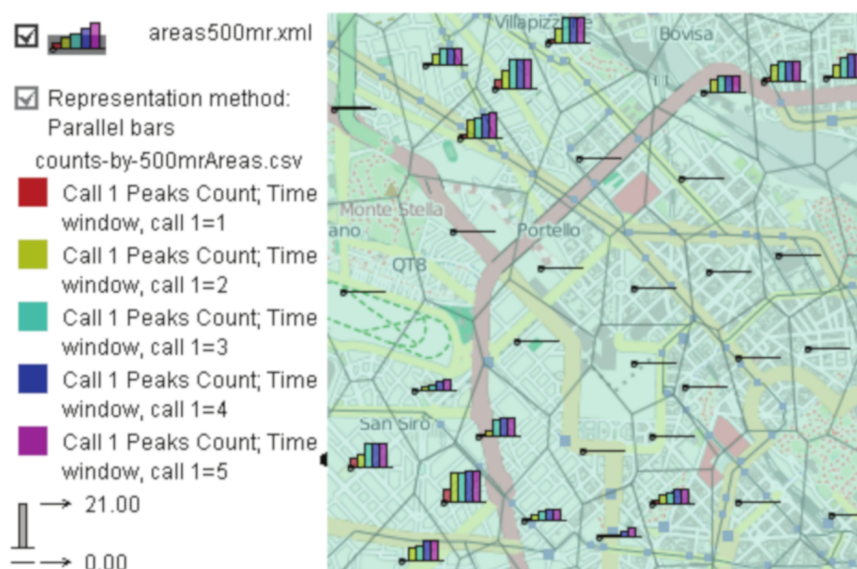 areas500mr.xml
Representation method:
Parallel bars
counts-by-500mrAreas.csv
Call 1 Peaks Count; Time
window, call 1=1
Call 1 Peaks Count; Time
window, call 1=2
Call 1 Peaks Count; Time
window, call 1=3
Call 1 Peaks Count; Time
window, call 1=4
Call 1 Peaks Count; Time
window, call 1=5
21.00
0.00
Bovisa
Monte Stella
ano
Portello
QT8
San Siro